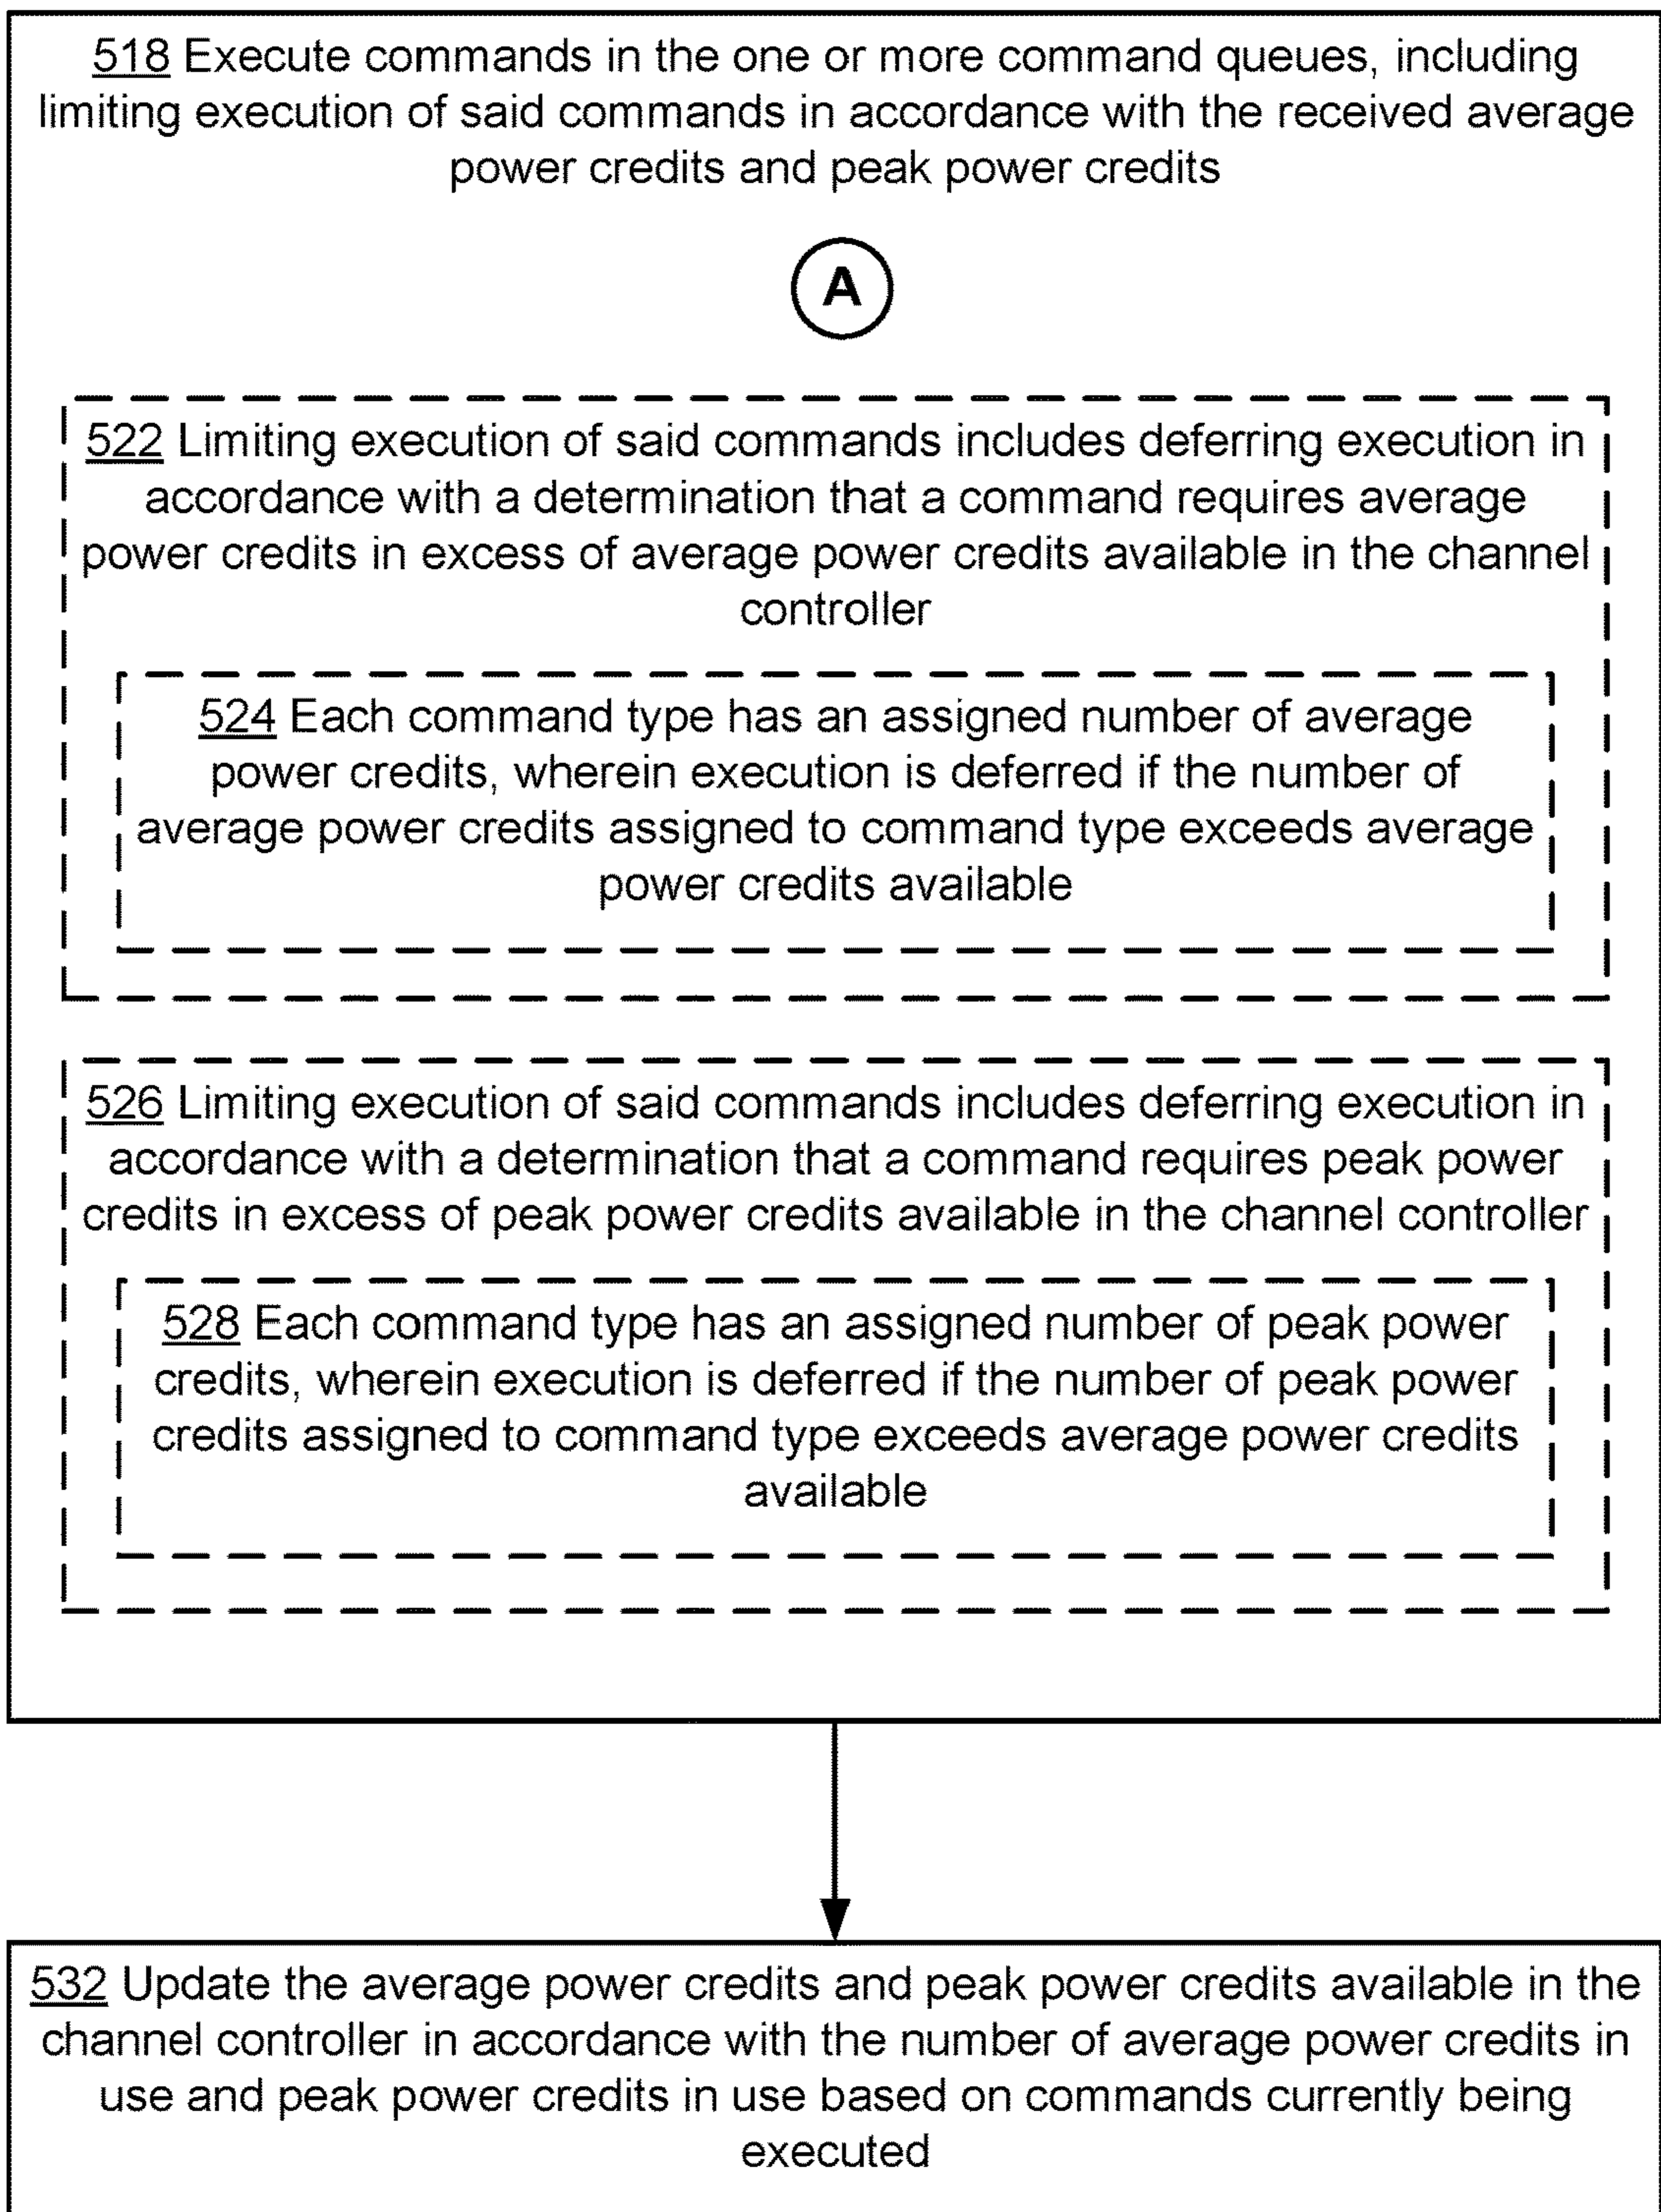 518 Execute commands in the one or more command queues, including
limiting execution of said commands in accordance with the received average
power credits and peak power credits
A
522 Limiting execution of said commands includes deferring execution in
accordance with a determination that a command requires average
power credits in excess of average power credits available in the channel
controller
524 Each command type has an assigned number of average
power credits, wherein execution is deferred if the number of
average power credits assigned to command type exceeds average
power credits available
526 Limiting execution of said commands includes deferring execution in
accordance with a determination that a command requires peak power
credits in excess of peak power credits available in the channel controller
528 Each command type has an assigned number of peak power
credits, wherein execution is deferred if the number of peak power
credits assigned to command type exceeds average power credits
available
532 Update the average power credits and peak power credits available in the
channel controller in accordance with the number of average power credits in
use and peak power credits in use based on commands currently being
executed